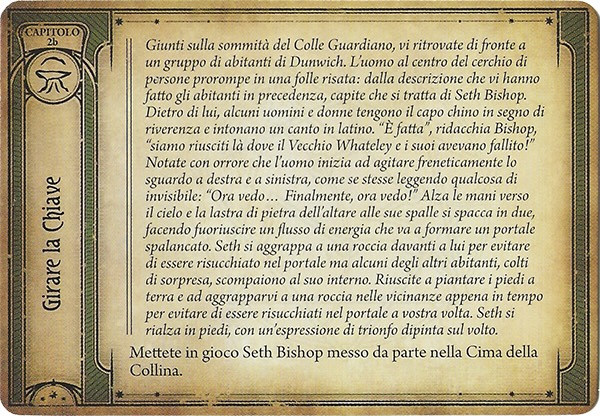 CAPITOLO
2b
Girare la Chiave
Giunti sulla sommità del Colle Guardiano, vi ritrovate di fronte a
un gruppo di abitanti di Dunwich. L'uomo al centro del cerchio di
persone prorompe in una folle risata: dalla descrizione che vi hanno
fatto gli abitanti in precedenza, capite che si tratta di Seth Bishop.
Dietro di lui, alcuni uomini e donne tengono il capo chino in segno di
riverenza e intonano un canto in latino. “È fatta”, ridacchia Bishop,
“siamo riusciti là dove il Vecchio Whateley e i suoi avevano fallito!”
Notate con orrore che l'uomo inizia ad agitare freneticamente lo
sguardo a destra e a sinistra, come se stesse leggendo qualcosa di
invisibile: “Ora vedo… Finalmente, ora vedo!” Alza le mani verso
il cielo e la lastra di pietra dell'altare alle sue spalle si spacca in due,
facendo fuoriuscire un flusso di energia che va a formare un portale
spalancato. Seth si aggrappa a una roccia davanti a lui per evitare
di essere risucchiato nel portale ma alcuni degli altri abitanti, colti
di sorpresa, scompaiono al suo interno. Riuscite a piantare i piedi a
terra e ad aggrapparvi a una roccia nelle vicinanze appena in tempo
per evitare di essere risucchiati nel portale a vostra volta. Seth si
rialza in piedi, con un'espressione di trionfo dipinta sul volto.
Mettete in gioco Seth Bishop messo da parte nella Cima della
Collina.